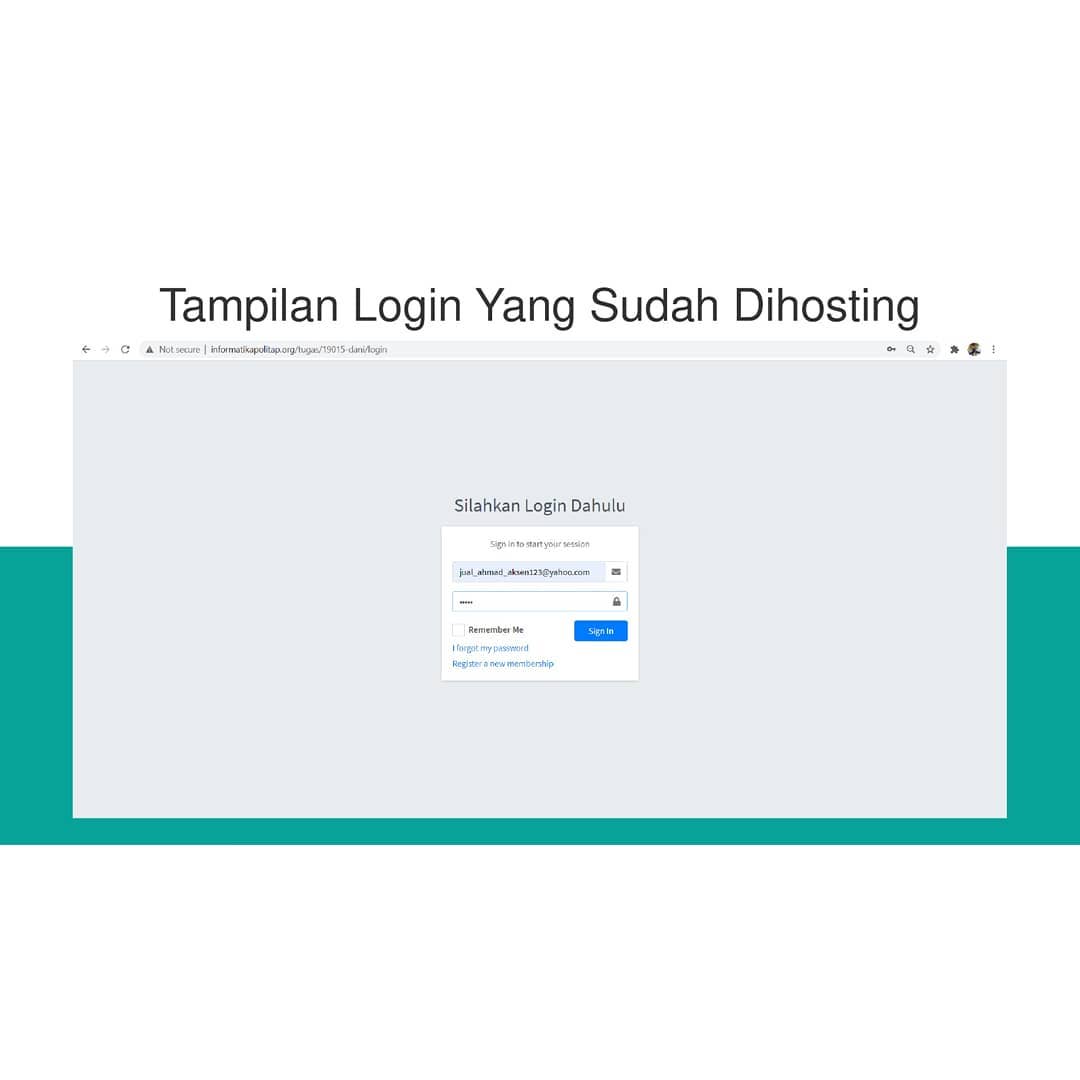 Tampilan Login Yang Sudah Dihosting
Not secure | informatikapolitap.org/tugas/19015-dani/login
Silahkan Login Dahulu
Sign in to start your session
jual_ahmad_aksen123@yahoo.com
•••••
Remember Me
Sign In
I forgot my password
Register a new membership